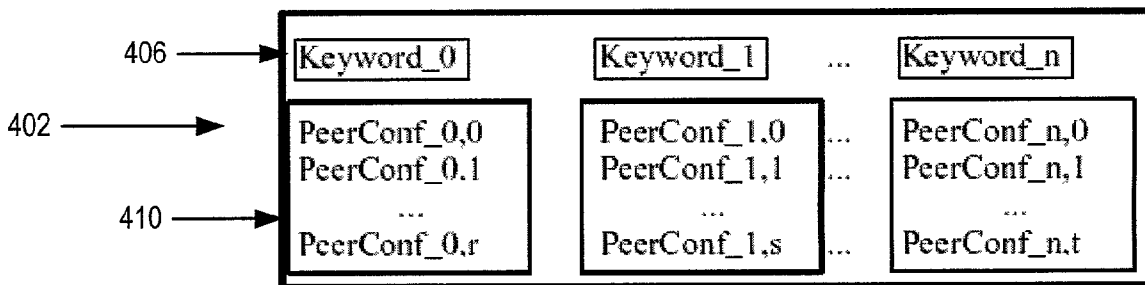 406 Keyword_0 Keyword_1 ... Keyword_n
402 PeerConf_0,0 PeerConf_1,0 ... PeerConf_n,0
PeerConf_0,1 PeerConf_1,1 ... PeerConf_n,1
410 ... ... ...
PeerConf_0,r PeerConf_1,s ... PeerConf_n,t